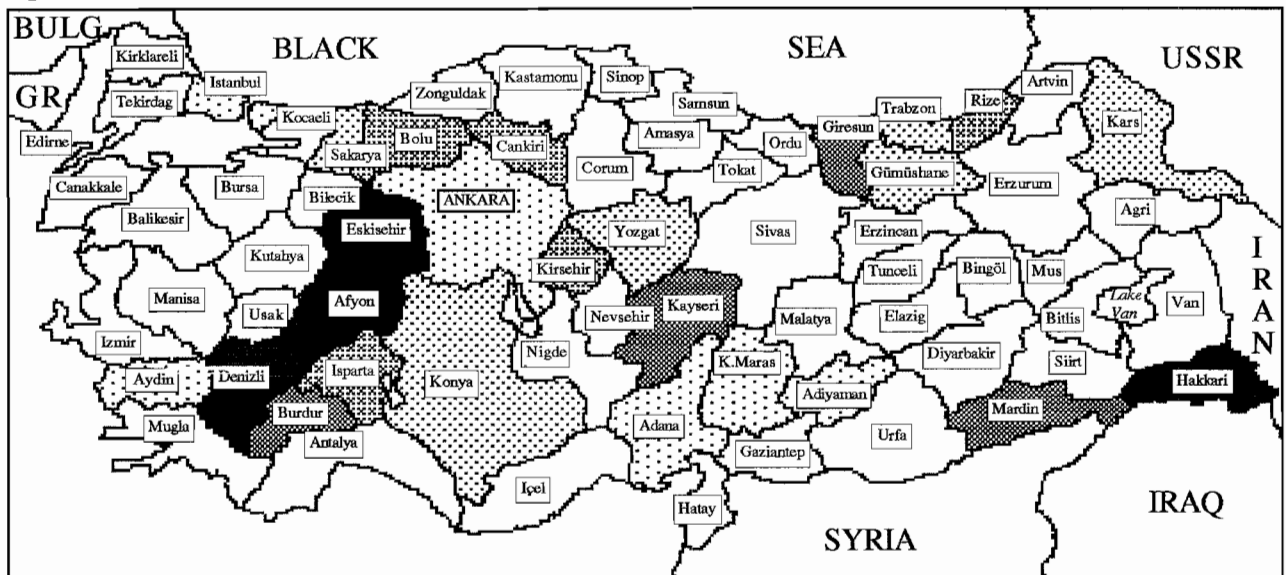 BULG
BLACK
SEA
USSR
Kirklareli
GR
Istanbul
Tekirdag
Edirne
Kocaeli
Zonguldak
Kastamonu
Sinop
Samsun
Artvin
Trabzon
Rize
Kars
Giresun
Sakarya
Bolu
Cankiri
Amasya
Ordu
Corum
Tokat
Gümüshane
Erzurum
Canakkale
Bursa
Bilecik
ANKARA
Balikesir
Eskisehir
Yozgat
Sivas
Erzincan
Agri
Kutahya
Kirsehir
Tunceli
Bingöl
Mus
Manisa
Usak
Afyon
Nevsehir
Kayseri
Malatya
Elazig
Bitlis
Lake
Van
Van
IRAN
Izmir
Nigde
Diyarbakir
Siirt
Aydin
Denizli
Isparta
Konya
K.Maras
Adiyaman
Hakkari
Mugla
Burdur
Antalya
Adana
Mardin
Urfa
Gaziantep
Içel
Hatay
SYRIA
IRAQ